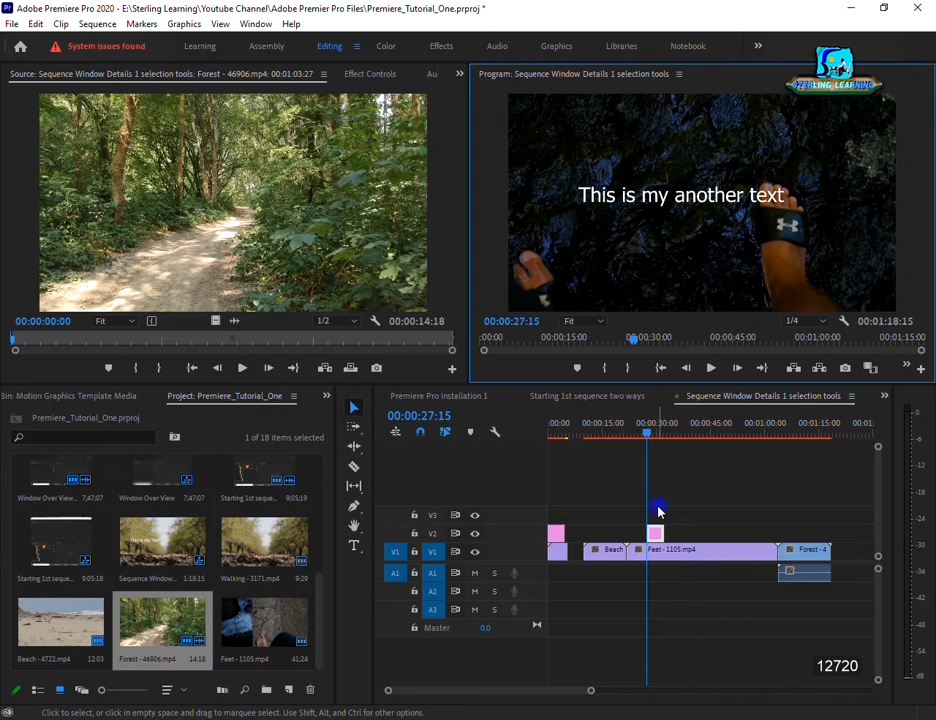 Adobe Premiere Pro 2020 - E:\Sterling Learning\Youtube Channel\Adobe Premier Pro Files\Premiere_Tutorial_One.prproj *
File Edit Clip Sequence Markers Graphics View Window Help
System issues found Learning Assembly Editing Color Effects Audio Graphics Libraries Notebook
STERLING LEARNING
Source: Sequence Window Details 1 selection tools: Forest - 46906.mp4: 00:01:03:27 Effect Controls Au
Program: Sequence Window Details 1 selection tools
This is my another text
00:00:00:00 Fit 1/2 00:00:14:18
00:00:27:15 Fit 1/4 00:01:18:15
:00:00 00:00:15:00 00:00:30:00 00:00:45:00 00:01:00:00 00:01:15:00
Bin: Motion Graphics Template Media Project: Premiere_Tutorial_One
Premiere_Tutorial_One.prproj
1 of 18 items selected
Window Over View... 7;47;07 Window Over View 7;47;07 Starting 1st seque... 9;05;19
Starting 1st seque... 9:05:18 Sequence Window... 1:18:15 Walking - 3171.mp4 9:29
Beach - 4722.mp4 12:03 Forest - 46906.mp4 14:18 Feet - 1105.mp4 41;24
Premiere Pro Installation 1 Starting 1st sequence two ways Sequence Window Details 1 selection tools
00:00:27:15
:00:00 00:00:15:00 00:00:30:00 00:00:45:00 00:01:00:00 00:01:15:00 00:01:
V3
V2
V1 V1 Beach Feet - 1105.mp4 Forest - 4
A1 A1 M S
A2 M S
A3 M S
Master 0.0
0
-6
-12
-18
-24
-30
-36
-42
-48
-54
dB
12720
Click to select, or click in empty space and drag to marquee select. Use Shift, Alt, and Ctrl for other options.